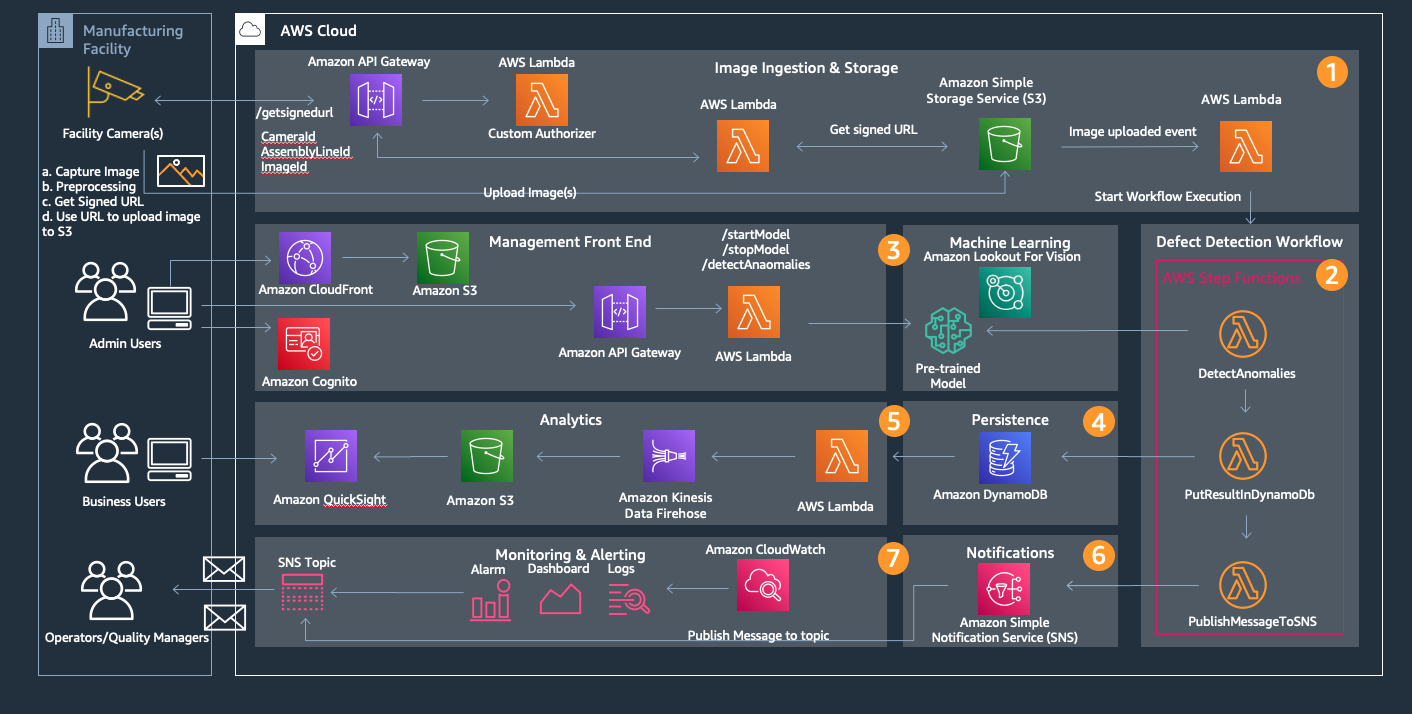 Manufacturing
Facility
AWS Cloud
Facility Camera(s)
a. Capture Image
b. Preprocessing
c. Get Signed URL
d. Use URL to upload image
to S3
Amazon API Gateway
/getsignedurl
CameraId
AssemblyLineId
ImageId
AWS Lambda
Custom Authorizer
Image Ingestion & Storage
1
AWS Lambda
Get signed URL
Amazon Simple
Storage Service (S3)
Image uploaded event
AWS Lambda
Upload Image(s)
Start Workflow Execution
Admin Users
Management Front End
3
/startModel
/stopModel
/detectAnaomalies
Amazon CloudFront
Amazon S3
Amazon API Gateway
AWS Lambda
Amazon Cognito
Machine Learning
Amazon Lookout For Vision
Pre-trained
Model
Defect Detection Workflow
AWS Step Functions
2
DetectAnomalies
PutResultInDynamoDb
PublishMessageToSNS
Business Users
Analytics
5
Amazon QuickSight
Amazon S3
Amazon Kinesis
Data Firehose
AWS Lambda
Persistence
4
Amazon DynamoDB
Operators/Quality Managers
SNS Topic
Monitoring & Alerting
7
Alarm
Dashboard
Logs
Amazon CloudWatch
Publish Message to topic
Notifications
6
Amazon Simple
Notification Service (SNS)